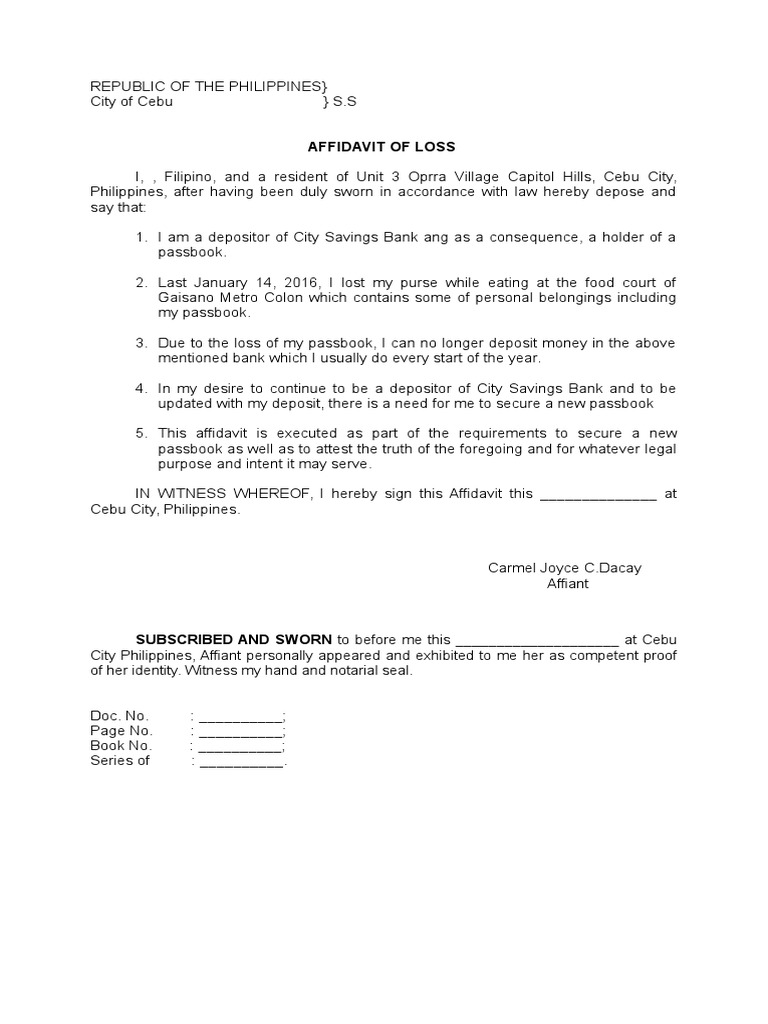 REPUBLIC OF THE PHILIPPINES}
City of Cebu } S.S
AFFIDAVIT OF LOSS
I, , Filipino, and a resident of Unit 3 Oprra Village Capitol Hills, Cebu City,
Philippines, after having been duly sworn in accordance with law hereby depose and
say that:
1. I am a depositor of City Savings Bank ang as a consequence, a holder of a
passbook.
2. Last January 14, 2016, I lost my purse while eating at the food court of
Gaisano Metro Colon which contains some of personal belongings including
my passbook.
3. Due to the loss of my passbook, I can no longer deposit money in the above
mentioned bank which I usually do every start of the year.
4. In my desire to continue to be a depositor of City Savings Bank and to be
updated with my deposit, there is a need for me to secure a new passbook
5. This affidavit is executed as part of the requirements to secure a new
passbook as well as to attest the truth of the foregoing and for whatever legal
purpose and intent it may serve.
IN WITNESS WHEREOF, I hereby sign this Affidavit this ______________ at
Cebu City, Philippines.
Carmel Joyce C.Dacay
Affiant
SUBSCRIBED AND SWORN to before me this ____________________ at Cebu
City Philippines, Affiant personally appeared and exhibited to me her as competent proof
of her identity. Witness my hand and notarial seal.
Doc. No. : __________;
Page No. : __________;
Book No. : __________;
Series of : __________.